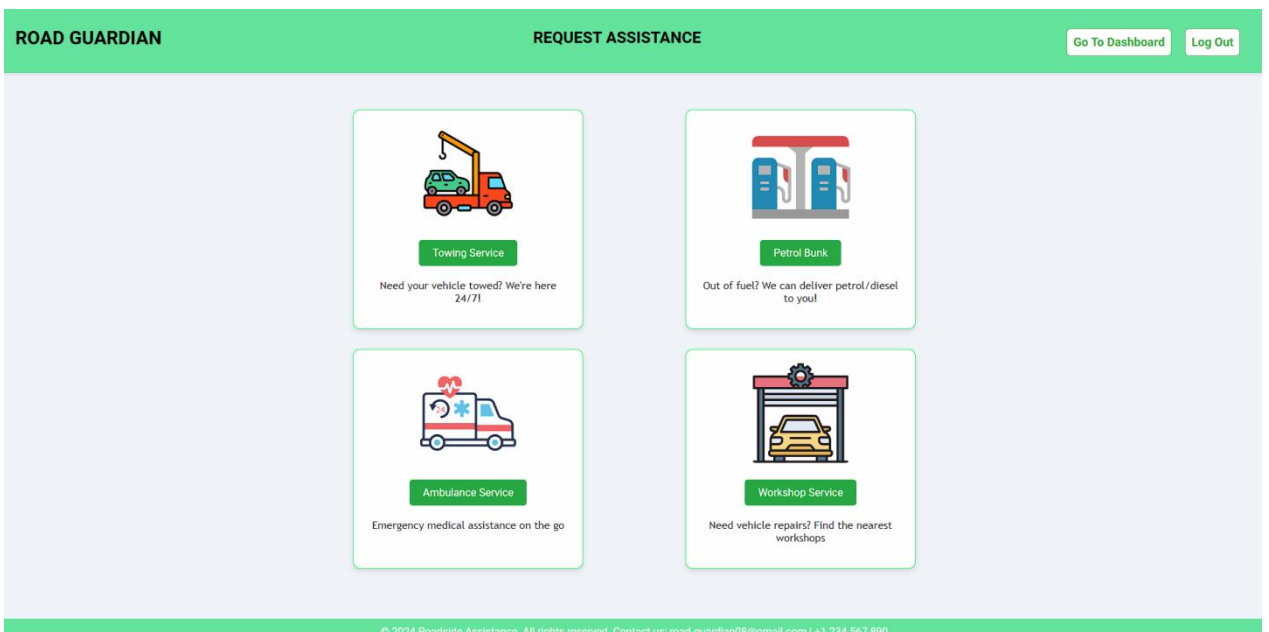 ROAD GUARDIAN
REQUEST ASSISTANCE
Go To Dashboard
Log Out
Towing Service
Need your vehicle towed? We're here
24/7!
Petrol Bunk
Out of fuel? We can deliver petrol/diesel
to you!
24
Ambulance Service
Emergency medical assistance on the go
Workshop Service
Need vehicle repairs? Find the nearest
workshops
© 2024 Roadside Assistance. All rights reserved. Contact us: road.guardian08@gmail.com | +1 234 567 890